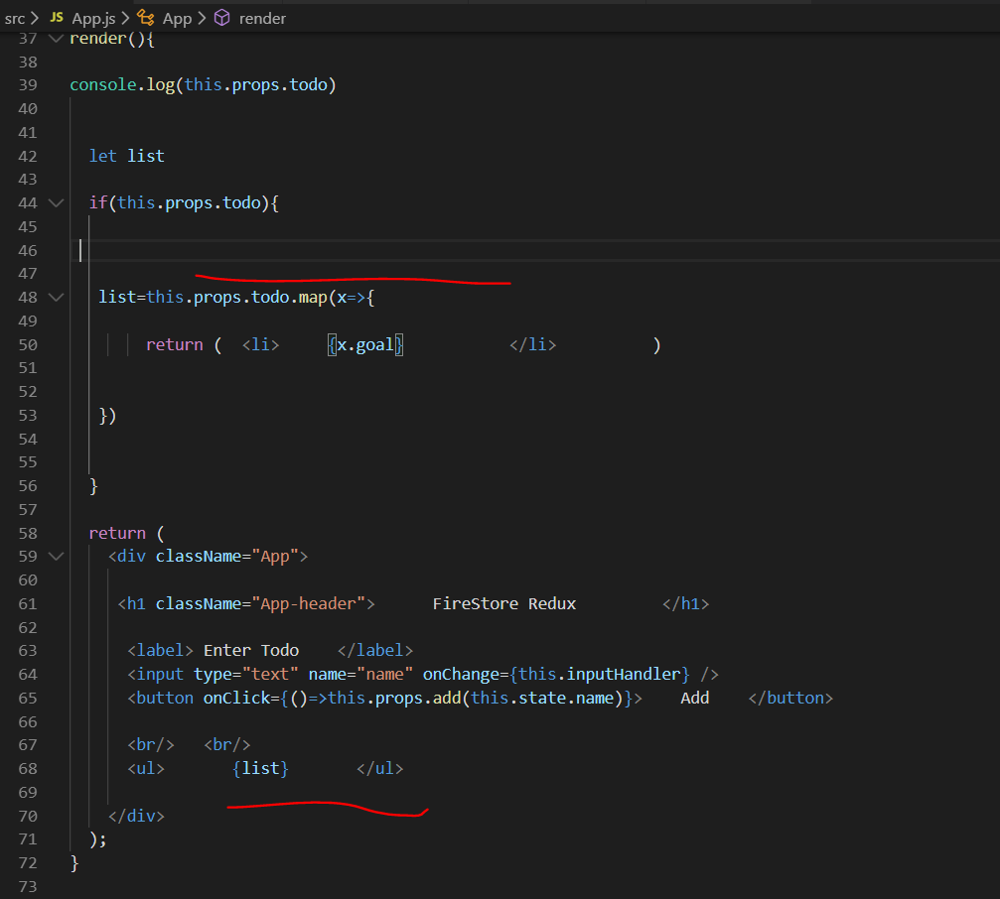 src > JS App.js > App > render
37 render(){
38
39 console.log(this.props.todo)
40
41
42 let list
43
44 if(this.props.todo){
45
46
47
48 list=this.props.todo.map(x=>{
49
50 return ( <li> {x.goal} </li> )
51
52
53 })
54
55
56 }
57
58 return (
59 <div className="App">
60
61 <h1 className="App-header"> FireStore Redux </h1>
62
63 <label> Enter Todo </label>
64 <input type="text" name="name" onChange={this.inputHandler} />
65 <button onClick={()=>this.props.add(this.state.name)}> Add </button>
66
67 <br/> <br/>
68 <ul> {list} </ul>
69
70 </div>
71 );
72 }
73